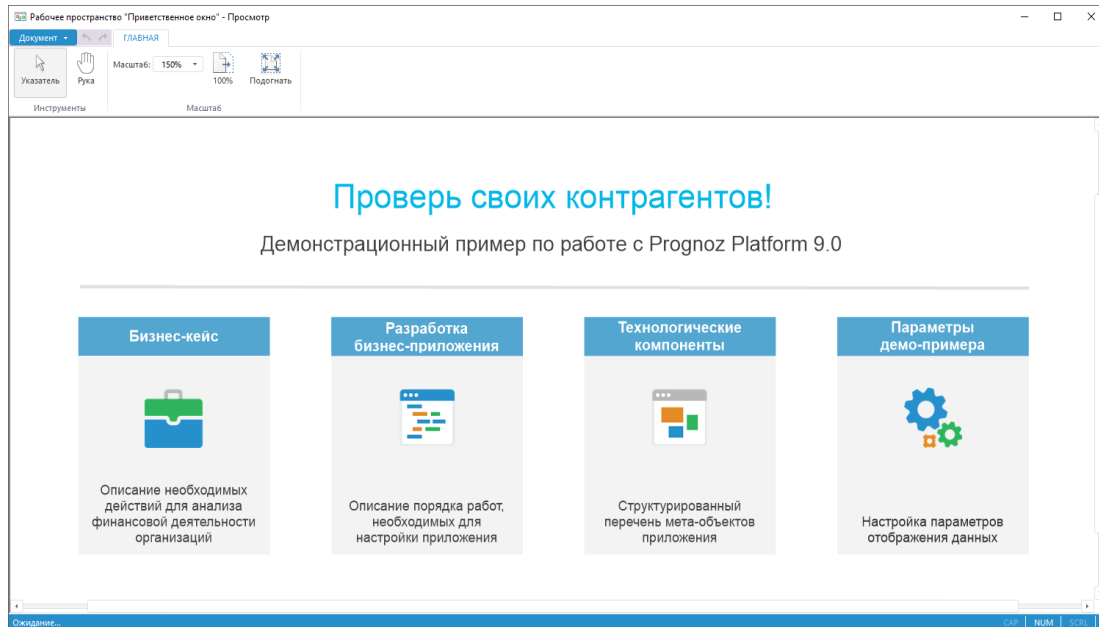 Рабочее пространство "Приветственное окно" - Просмотр
Документ
ГЛАВНАЯ
Указатель
Рука
Масштаб:
150%
100%
Подогнать
Инструменты
Масштаб
Проверь своих контрагентов!
Демонстрационный пример по работе с Prognoz Platform 9.0
Бизнес-кейс
Описание необходимых
действий для анализа
финансовой деятельности
организаций
Разработка
бизнес-приложения
Описание порядка работ,
необходимых для
настройки приложения
Технологические
компоненты
Структурированный
перечень мета-объектов
приложения
Параметры
демо-примера
Настройка параметров
отображения данных
Ожидание...
CAP
NUM
SCRL